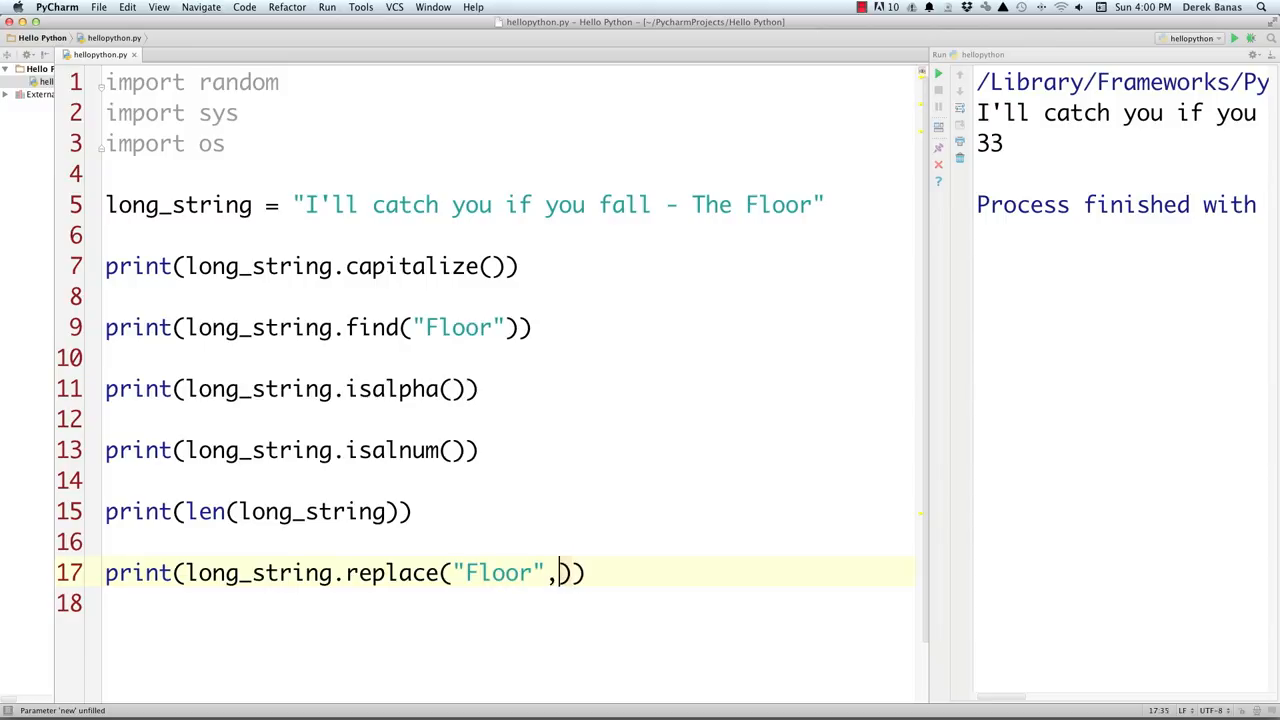 PyCharm File Edit View Navigate Code Refactor Run Tools VCS Window Help 10 Sun 4:00 PM Derek Banas
hellopython.py - Hello Python - [~/PycharmProjects/Hello Python]
Hello Python hellopython.py hellopython
hellopython.py Run hellopython
Hello P
hell
Extern
1 import random
2 import sys
3 import os
4
5 long_string = "I'll catch you if you fall - The Floor"
6
7 print(long_string.capitalize())
8
9 print(long_string.find("Floor"))
10
11 print(long_string.isalpha())
12
13 print(long_string.isalnum())
14
15 print(len(long_string))
16
17 print(long_string.replace("Floor",))
18
/Library/Frameworks/Py
I'll catch you if you
33
Process finished with
Parameter 'new' unfilled 17:35 LF UTF-8